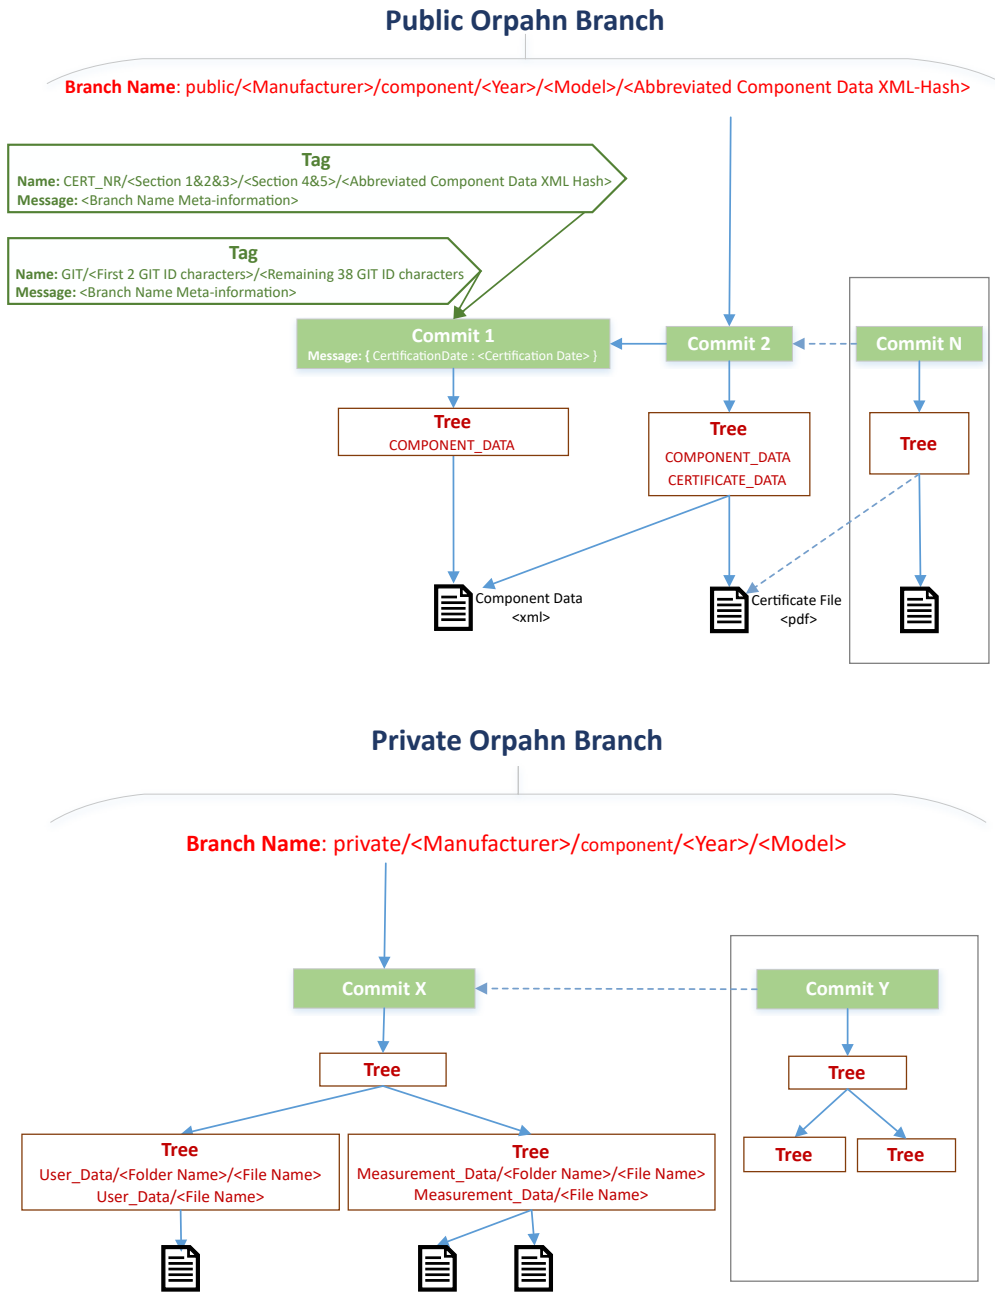 Public Orpahn Branch
Branch Name: public/<Manufacturer>/component/<Year>/<Model>/<Abbreviated Component Data XML-Hash>
Tag
Name: CERT_NR/<Section 1&2&3>/<Section 4&5>/<Abbreviated Component Data XML Hash>
Message: <Branch Name Meta-information>
Tag
Name: GIT/<First 2 GIT ID characters>/<Remaining 38 GIT ID characters
Message: <Branch Name Meta-information>
Commit 1
Message: { CertificationDate : <Certification Date> }
Commit 2
Commit N
Tree
COMPONENT_DATA
Tree
COMPONENT_DATA
CERTIFICATE_DATA
Tree
Component Data
<xml>
Certificate File
<pdf>
Private Orpahn Branch
Branch Name: private/<Manufacturer>/component/<Year>/<Model>
Commit X
Commit Y
Tree
Tree
Tree
User_Data/<Folder Name>/<File Name>
User_Data/<File Name>
Tree
Measurement_Data/<Folder Name>/<File Name>
Measurement_Data/<File Name>
Tree
Tree